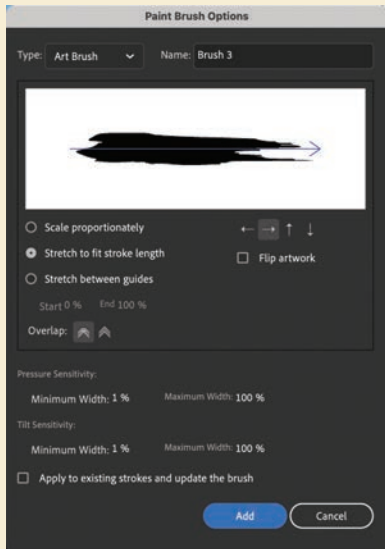 Paint Brush Options
Type: Art Brush Name: Brush 3
Scale proportionately
Stretch to fit stroke length
Flip artwork
Stretch between guides
Start 0 % End 100 %
Overlap:
Pressure Sensitivity:
Minimum Width: 1 % Maximum Width: 100 %
Tilt Sensitivity:
Minimum Width: 1 % Maximum Width: 100 %
Apply to existing strokes and update the brush
Add Cancel